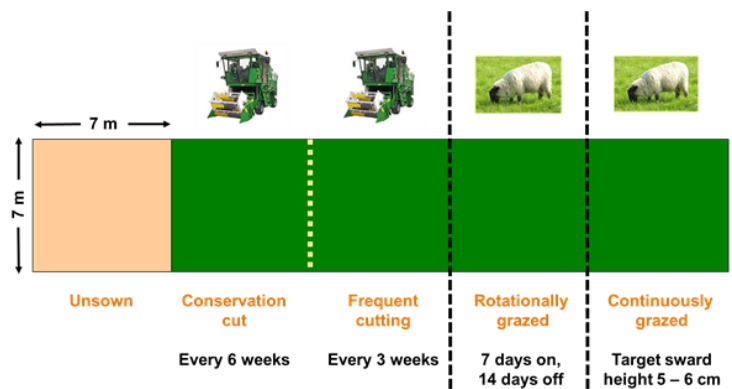 7 m
7 m
Unsown
Conservation
cut
Every 6 weeks
Frequent
cutting
Every 3 weeks
Rotationally
grazed
7 days on,
14 days off
Continuously
grazed
Target sward
height 5 – 6 cm